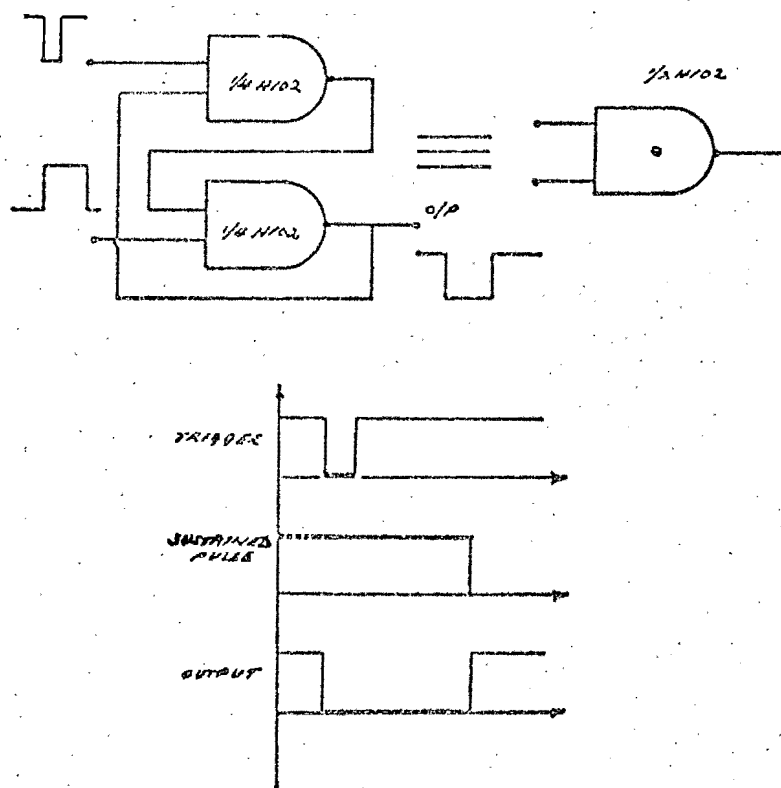 1/4 N102
1/2 N102
1/4 N102
O/P
TRIGGER
SUSTAINED
PULSE
OUTPUT